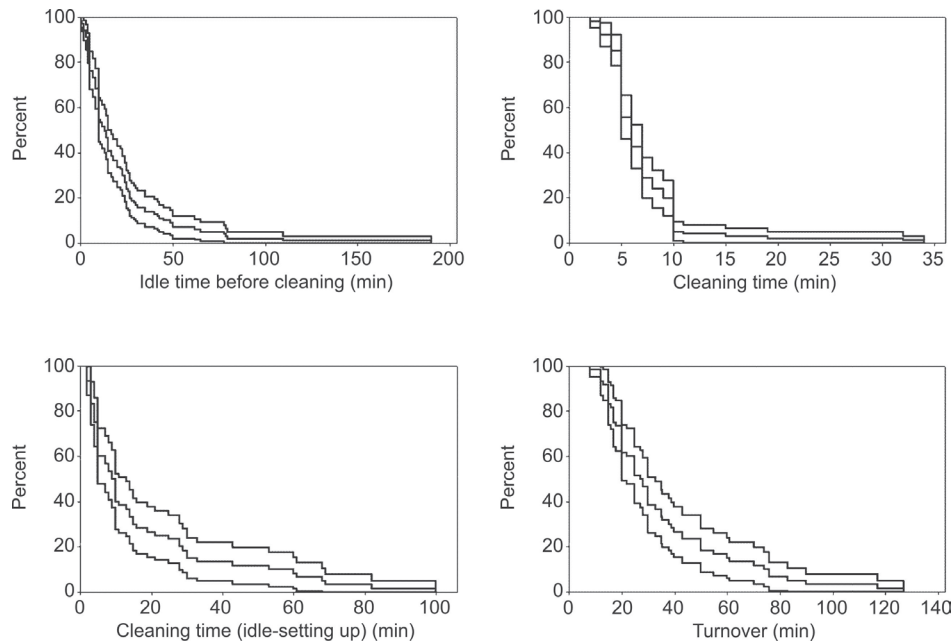 100
80
60
40
20
0
Percent
0 50 100 150 200
Idle time before cleaning (min)
100
80
60
40
20
0
Percent
0 5 10 15 20 25 30 35
Cleaning time (min)
100
80
60
40
20
0
Percent
0 20 40 60 80 100
Cleaning time (idle-setting up) (min)
100
80
60
40
20
0
Percent
0 20 40 60 80 100 120 140
Turnover (min)